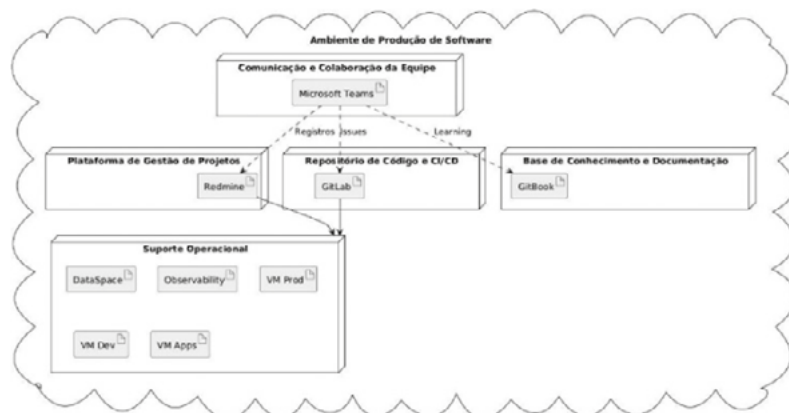 Ambiente de Produção de Software
Comunicação e Colaboração da Equipe
Microsoft Teams
Registros Issues Learning
Plataforma de Gestão de Projetos
Redmine
Repositório de Código e CI/CD
GitLab
Base de Conhecimento e Documentação
GitBook
Suporte Operacional
DataSpace Observability VM Prod
VM Dev VM Apps